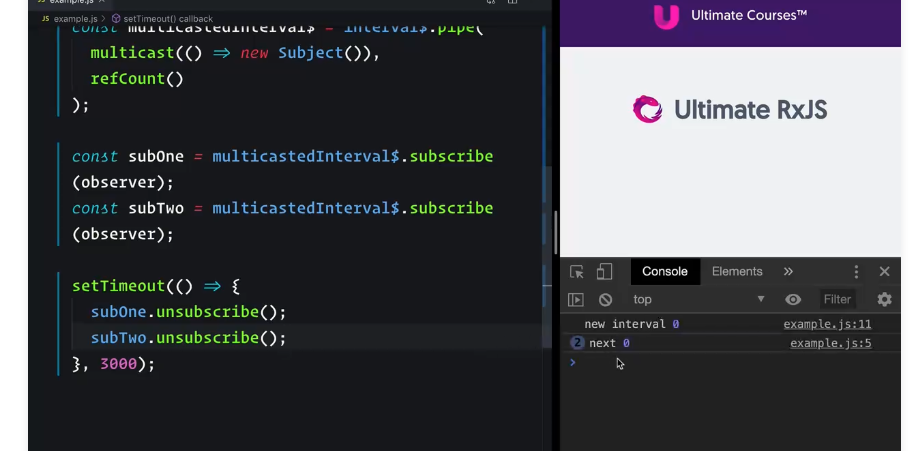 example.js
example.js > setTimeout() callback
const multicastedInterval$ = interval$.pipe(
multicast(() => new Subject()),
refCount()
);
const subOne = multicastedInterval$.subscribe
(observer);
const subTwo = multicastedInterval$.subscribe
(observer);
setTimeout(() => {
subOne.unsubscribe();
subTwo.unsubscribe();
}, 3000);
Ultimate Courses™
Ultimate RxJS
Console Elements »
top Filter
new interval 0 example.js:11
2 next 0 example.js:5
>